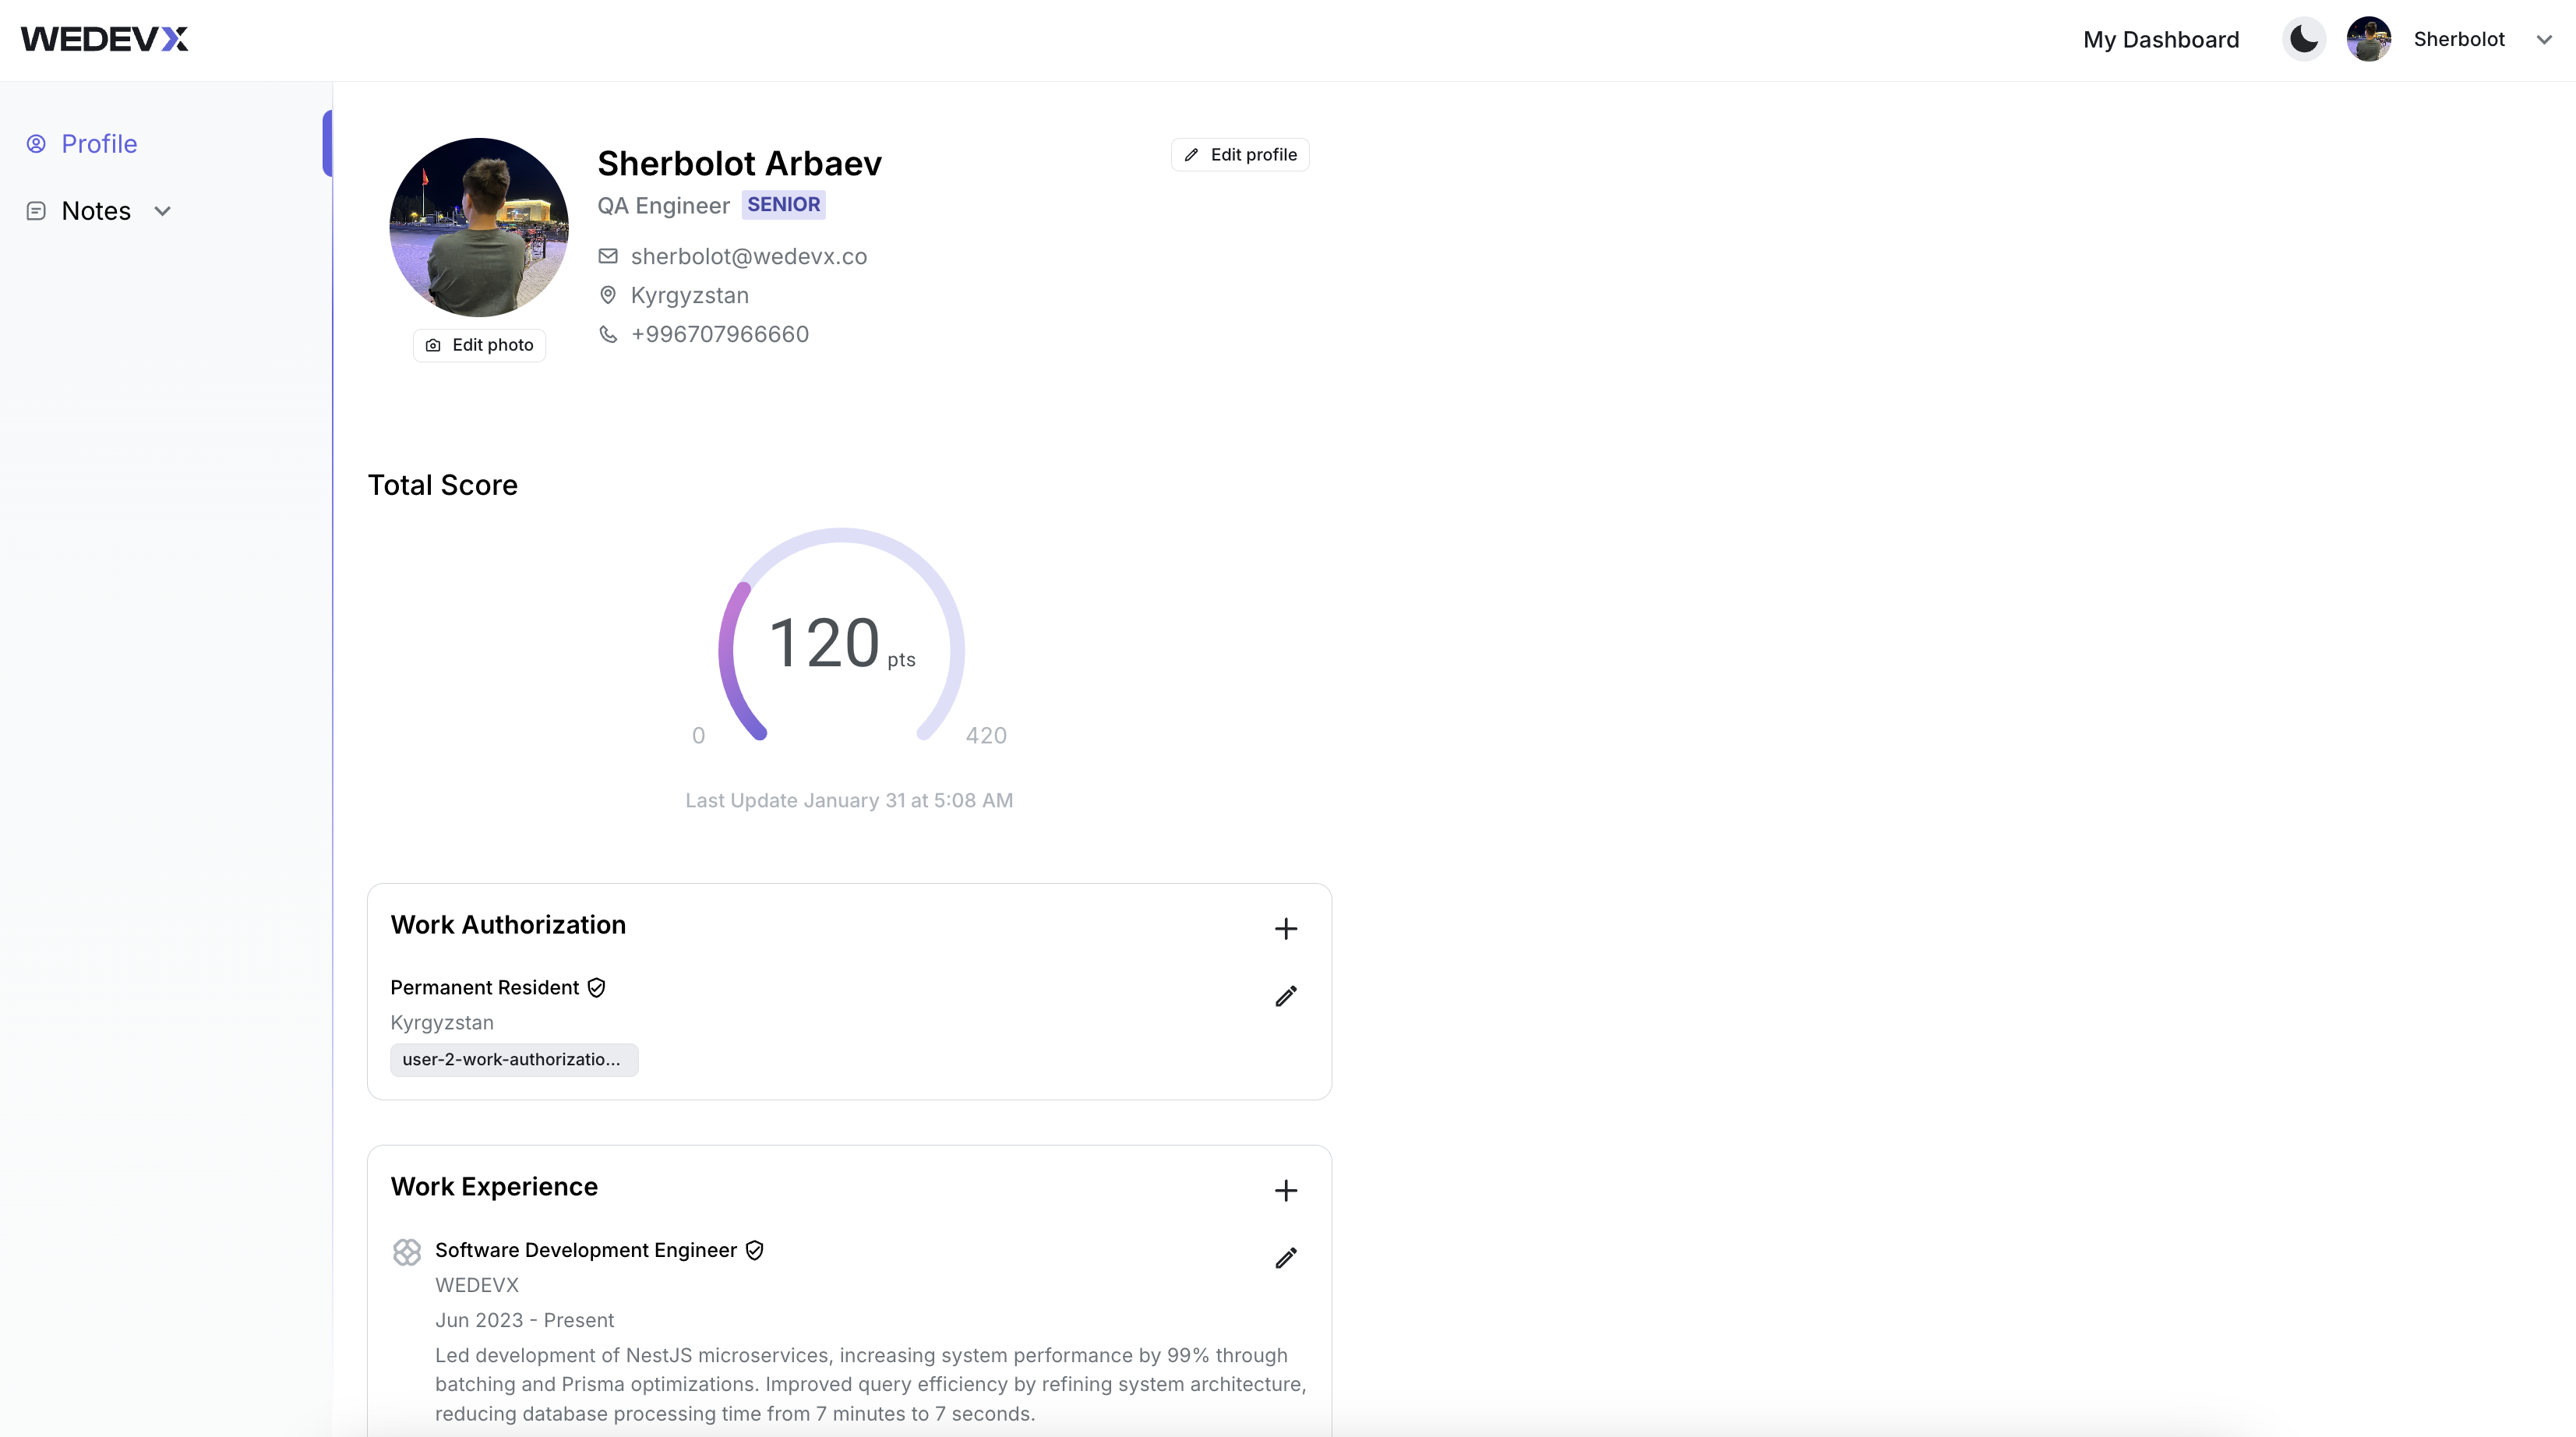 WEDEVX
My Dashboard
Sherbolot
Profile
Notes
Sherbolot Arbaev
QA Engineer SENIOR
sherbolot@wedevx.co
Kyrgyzstan
+996707966660
Edit photo
Edit profile
Total Score
120 pts
0
420
Last Update January 31 at 5:08 AM
Work Authorization
Permanent Resident
Kyrgyzstan
user-2-work-authorizatio...
Work Experience
Software Development Engineer
WEDEVX
Jun 2023 - Present
Led development of NestJS microservices, increasing system performance by 99% through
batching and Prisma optimizations. Improved query efficiency by refining system architecture,
reducing database processing time from 7 minutes to 7 seconds.